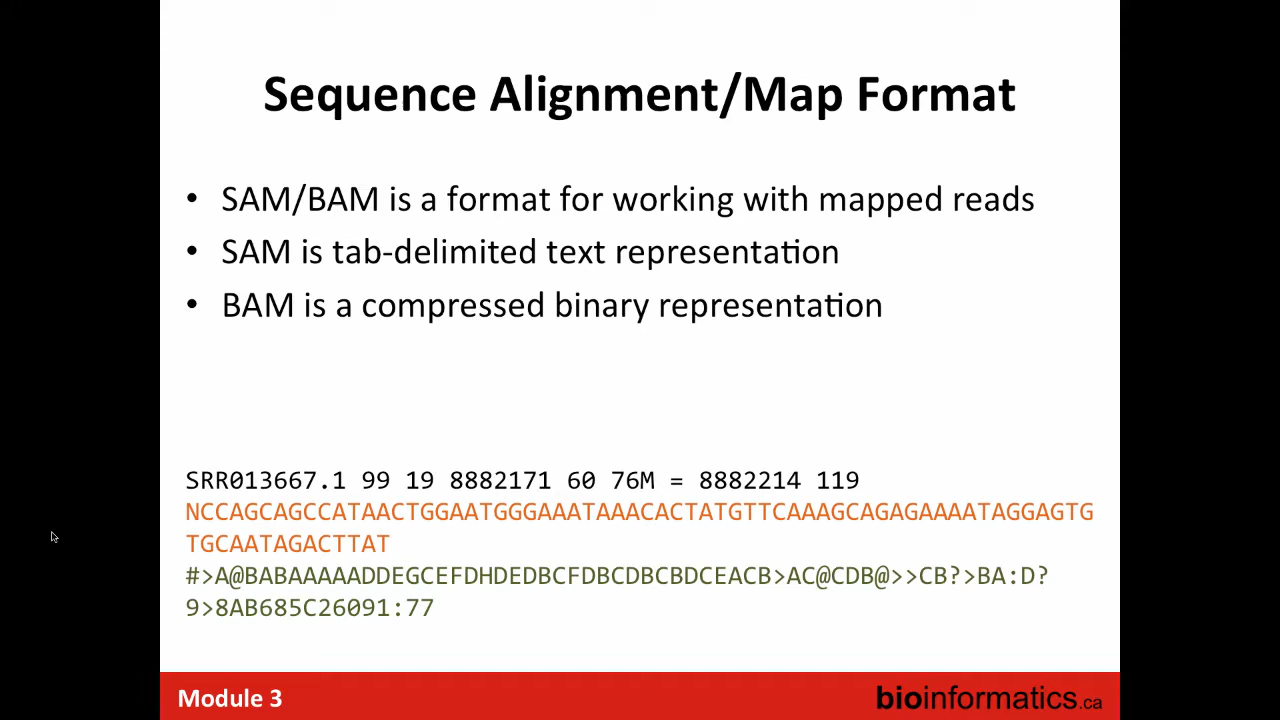 Sequence Alignment/Map Format
• SAM/BAM is a format for working with mapped reads
• SAM is tab-delimited text representation
• BAM is a compressed binary representation
SRR013667.1 99 19 8882171 60 76M = 8882214 119
NCCAGCAGCCATAACTGGAATGGGAAATAAACACTATGTTCAAAGCAGAGAAAATAGGAGTG
TGCAATAGACTTAT
#>A@BABAAAAADDEGCEFDHDEDBCFDBCDBCBDCEACB>AC@CDB@>>CB?>BA:D?
9>8AB685C26091:77
Module 3
bioinformatics.ca